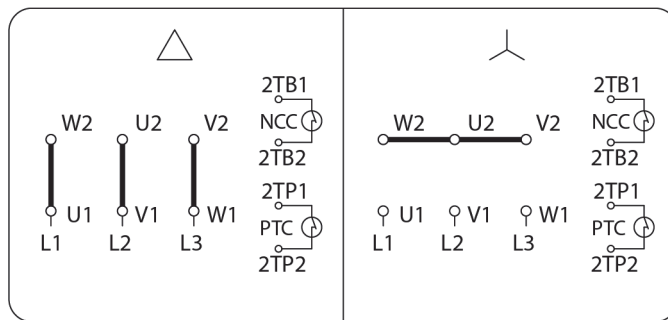 2TB1
W2 U2 V2 NCC
2TB2
2TP1
U1 V1 W1 PTC
L1 L2 L3
2TP2
2TB1
W2 U2 V2 NCC
2TB2
2TP1
U1 V1 W1 PTC
L1 L2 L3
2TP2